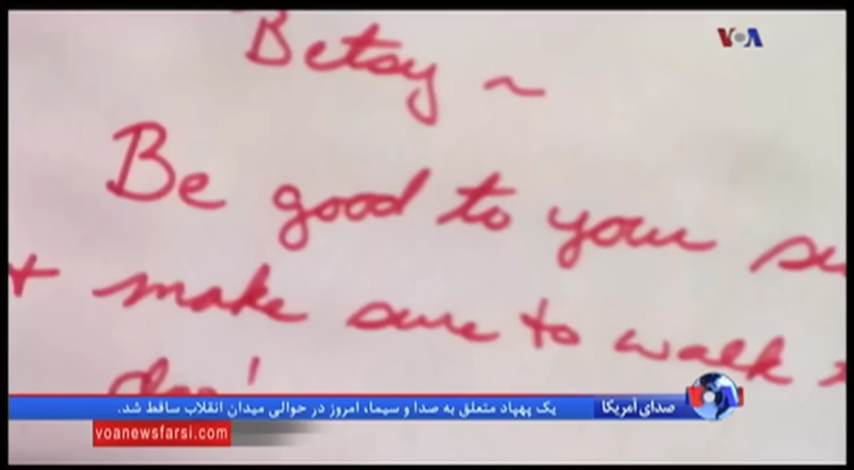 VOA
Betsy ~
Be good to your
+ make sure to walk
صدای آمریکا
یک پهپاد متعلق به صدا و سیما، امروز در حوالی میدان انقلاب ساقط شد.
voanewsfarsi.com